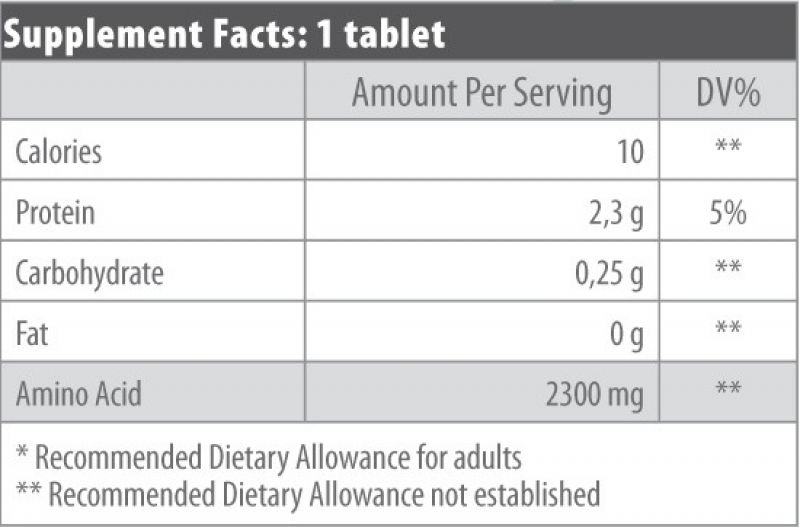 Supplement Facts: 1 tablet
Amount Per Serving DV%
Calories 10 **
Protein 2,3 g 5%
Carbohydrate 0,25 g **
Fat 0 g **
Amino Acid 2300 mg **
* Recommended Dietary Allowance for adults
** Recommended Dietary Allowance not established